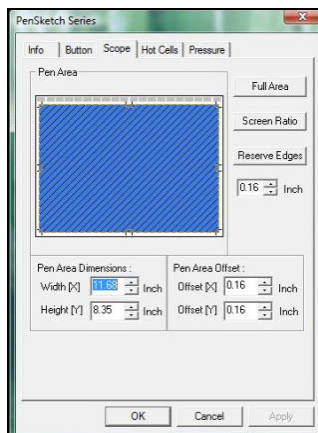 PenSketch Series
Info Button Scope Hot Cells Pressure
Pen Area
Full Area
Screen Ratio
Reserve Edges
0.16 Inch
Pen Area Dimensions :
Width [X] 11.68 Inch
Height [Y] 8.35 Inch
Pen Area Offset :
Offset [X] 0.16 Inch
Offset [Y] 0.16 Inch
OK Cancel Apply